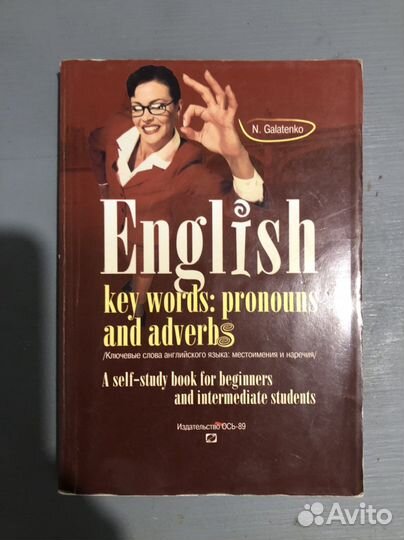 N. Galatenko
English
key words: pronouns
and adverbs
/Ключевые слова английского языка: местоимения и наречия/
A self-study book for beginners
and intermediate students
Издательство ОСЬ-89
Avito